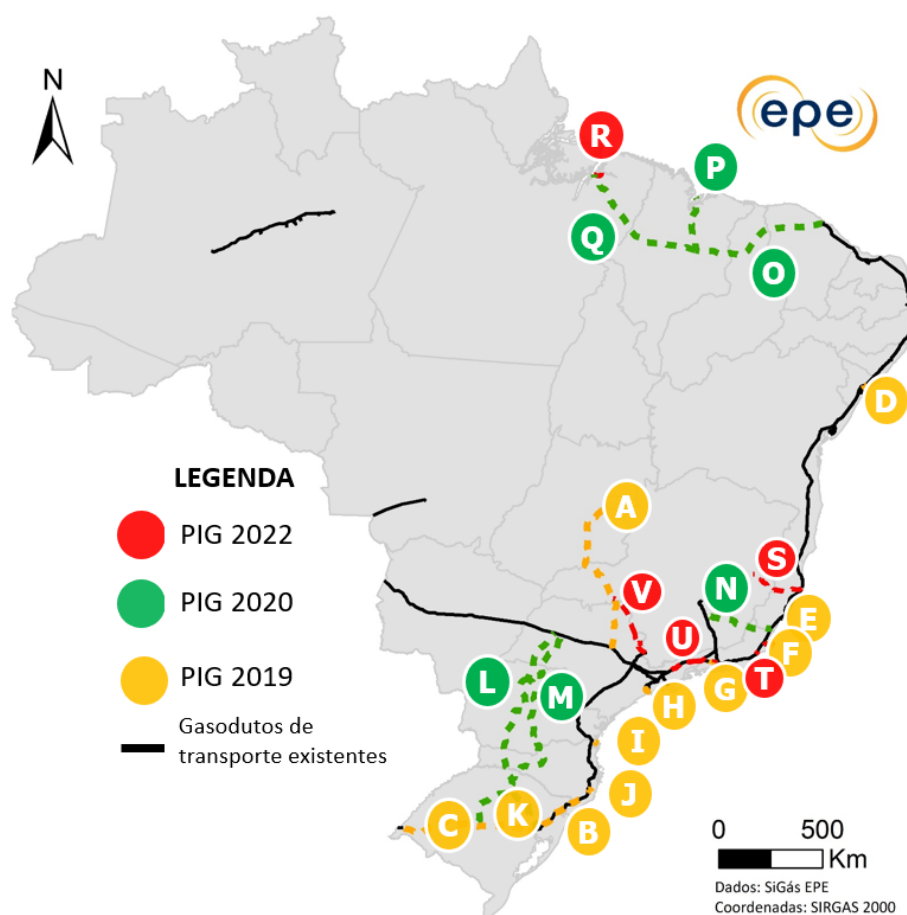 N
epe
R
P
Q
O
D
LEGENDA
A
PIG 2022
S
V
N
PIG 2020
E
U
F
L
M
T
G
PIG 2019
H
Gasodutos de
transporte existentes
I
J
K
C
B
0 500
Km
Dados: SiGás EPE
Coordenadas: SIRGAS 2000